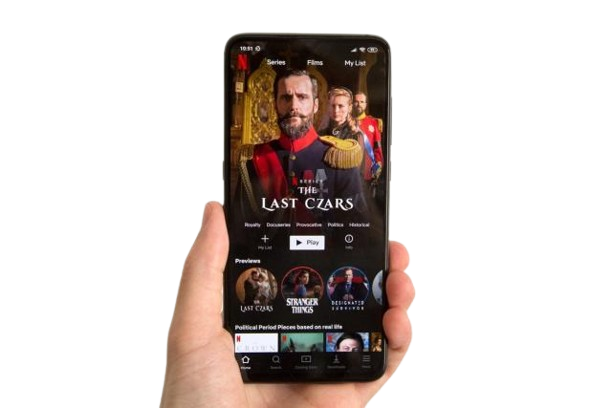 10:51
N
Series Films My List
SERIES
THE
LAST CZARS
Royalty Docuseries Provocative Politics Historical
My List Play Info
Previews
THE
LAST CZARS
STRANGER
THINGS
DESIGNATED
SURVIVOR
Political Period Pieces based on real life
N
CROWN
Home Search Coming Soon Downloads More